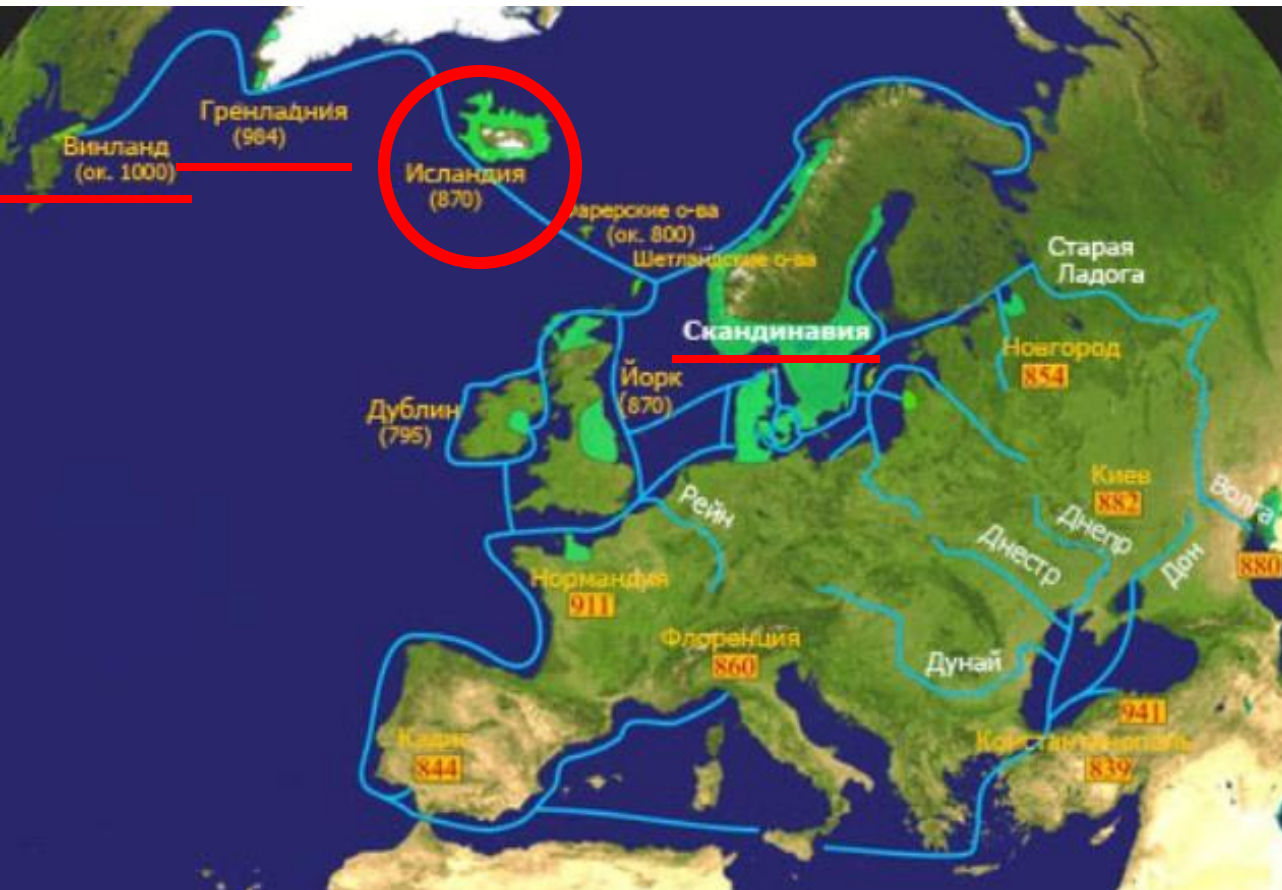 Гренладния
(984)
Винланд
(ок. 1000)
Исландия
(870)
арерские о-ва
(ок. 800)
Шетландские о-ва
Старая
Ладога
Скандинавия
Новгород
854
Йорк
(870)
Дублин
(795)
Киев
882
Рейн
Волга
Днепр
Днестр
Дон
880
Нормандия
911
Флоренция
860
Дунай
941
Кадис
844
Константинополь
839